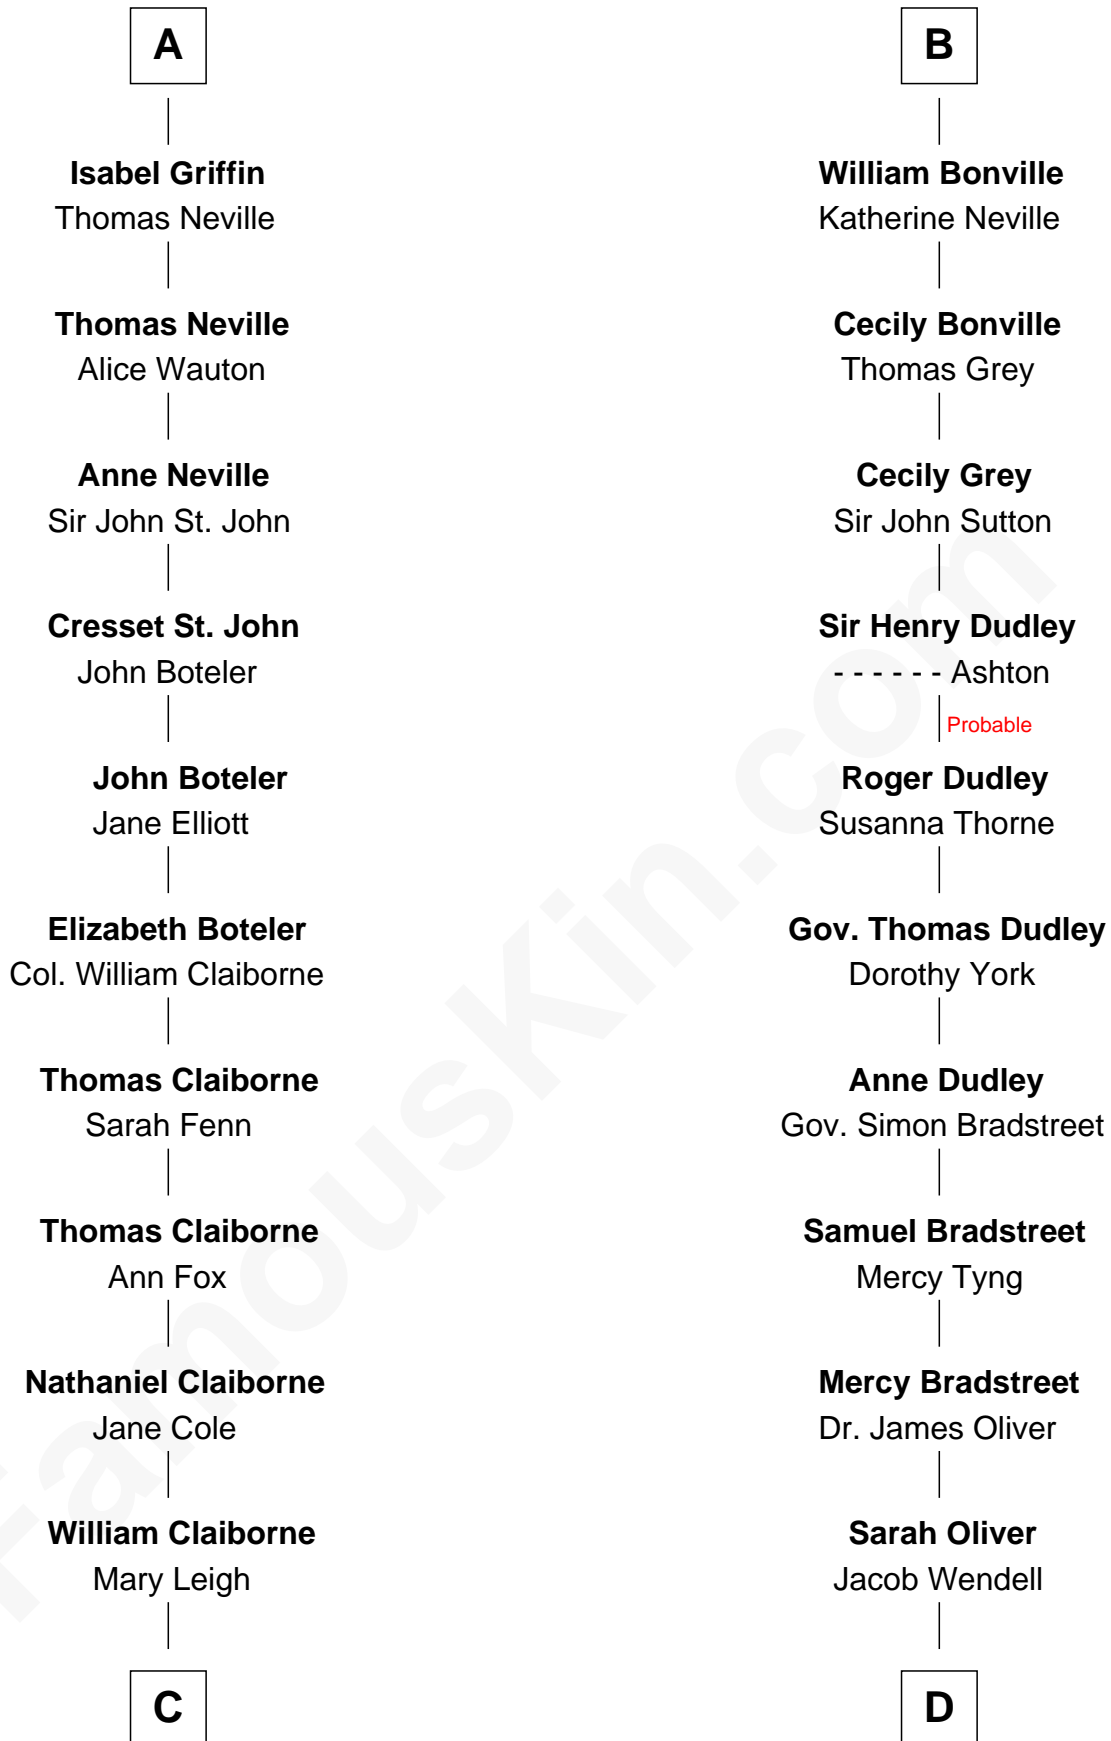 A
Isabel Griffin
Thomas Neville
Thomas Neville
Alice Wauton
Anne Neville
Sir John St. John
Cresset St. John
John Boteler
John Boteler
Jane Elliott
Elizabeth Boteler
Col. William Claiborne
Thomas Claiborne
Sarah Fenn
Thomas Claiborne
Ann Fox
Nathaniel Claiborne
Jane Cole
William Claiborne
Mary Leigh
C
B
William Bonville
Katherine Neville
Cecily Bonville
Thomas Grey
Cecily Grey
Sir John Sutton
Sir Henry Dudley
- - - - - - Ashton
Probable
Roger Dudley
Susanna Thorne
Gov. Thomas Dudley
Dorothy York
Anne Dudley
Gov. Simon Bradstreet
Samuel Bradstreet
Mercy Tyng
Mercy Bradstreet
Dr. James Oliver
Sarah Oliver
Jacob Wendell
D
FamousKin.com